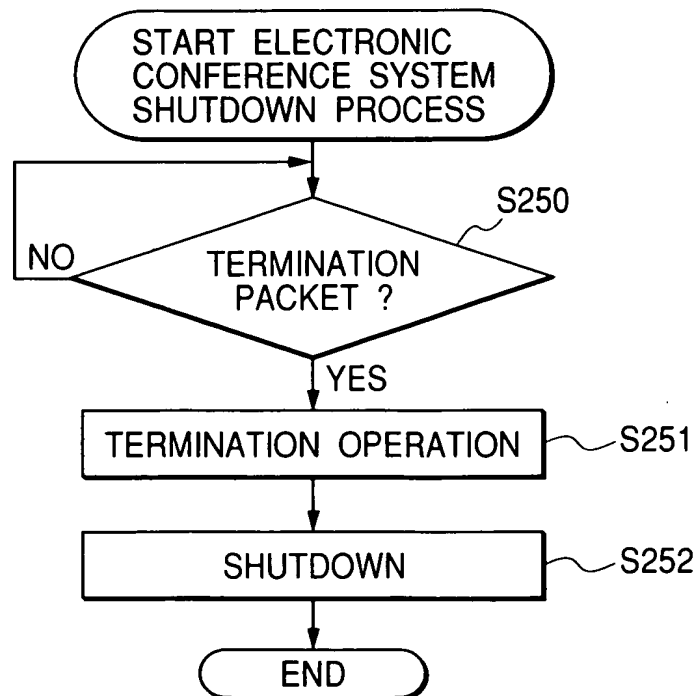 START ELECTRONIC
CONFERENCE SYSTEM
SHUTDOWN PROCESS
S250
NO
TERMINATION
PACKET ?
YES
TERMINATION OPERATION
S251
SHUTDOWN
S252
END